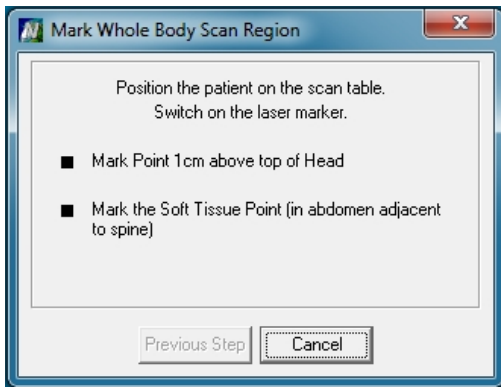 Mark Whole Body Scan Region
Position the patient on the scan table.
Switch on the laser marker.
Mark Point 1cm above top of Head
Mark the Soft Tissue Point (in abdomen adjacent
to spine)
Previous Step
Cancel